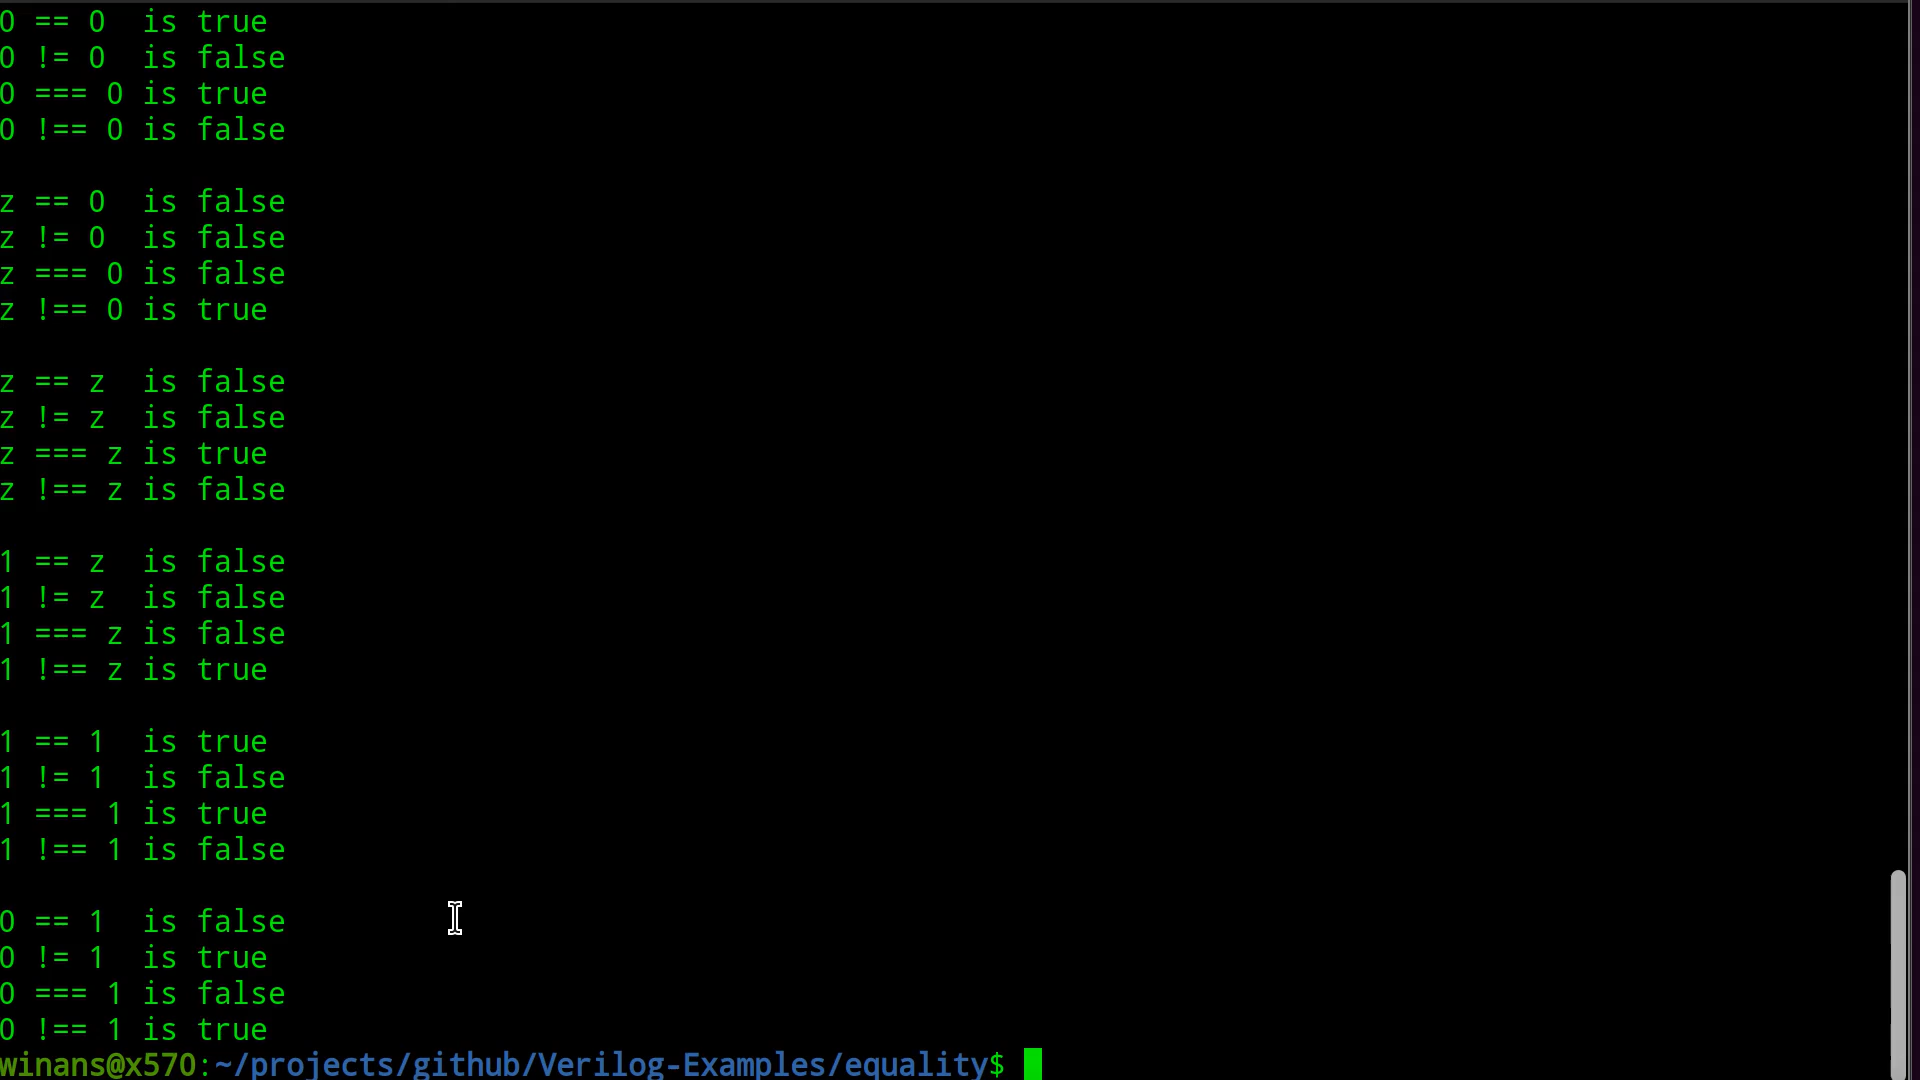 0 == 0  is true
0 != 0  is false
0 === 0 is true
0 !== 0 is false

z == 0  is false
z != 0  is false
z === 0 is false
z !== 0 is true

z == z  is false
z != z  is false
z === z is true
z !== z is false

1 == z  is false
1 != z  is false
1 === z is false
1 !== z is true

1 == 1  is true
1 != 1  is false
1 === 1 is true
1 !== 1 is false

0 == 1  is false
0 != 1  is true
0 === 1 is false
0 !== 1 is true
winans@x570:~/projects/github/Verilog-Examples/equality$